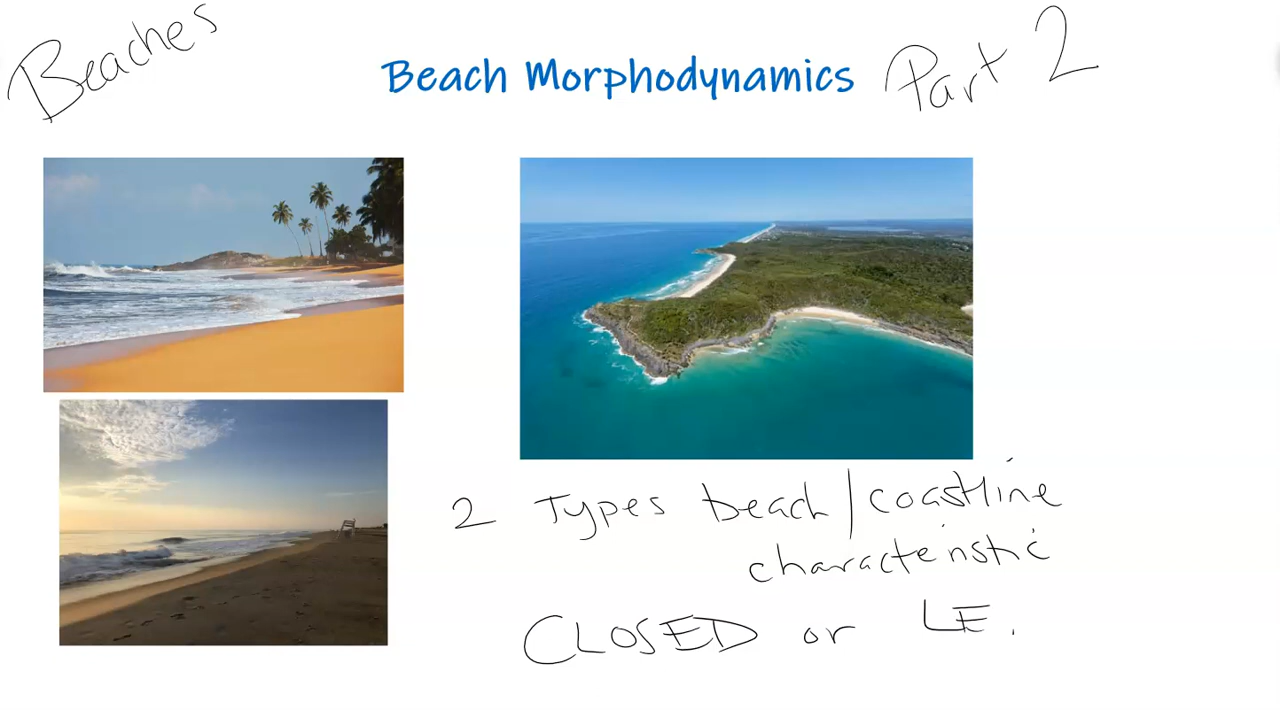 Beaches
Beach Morphodynamics Part 2
2 Types beach/coastline
characteristic
CLOSED or LE.